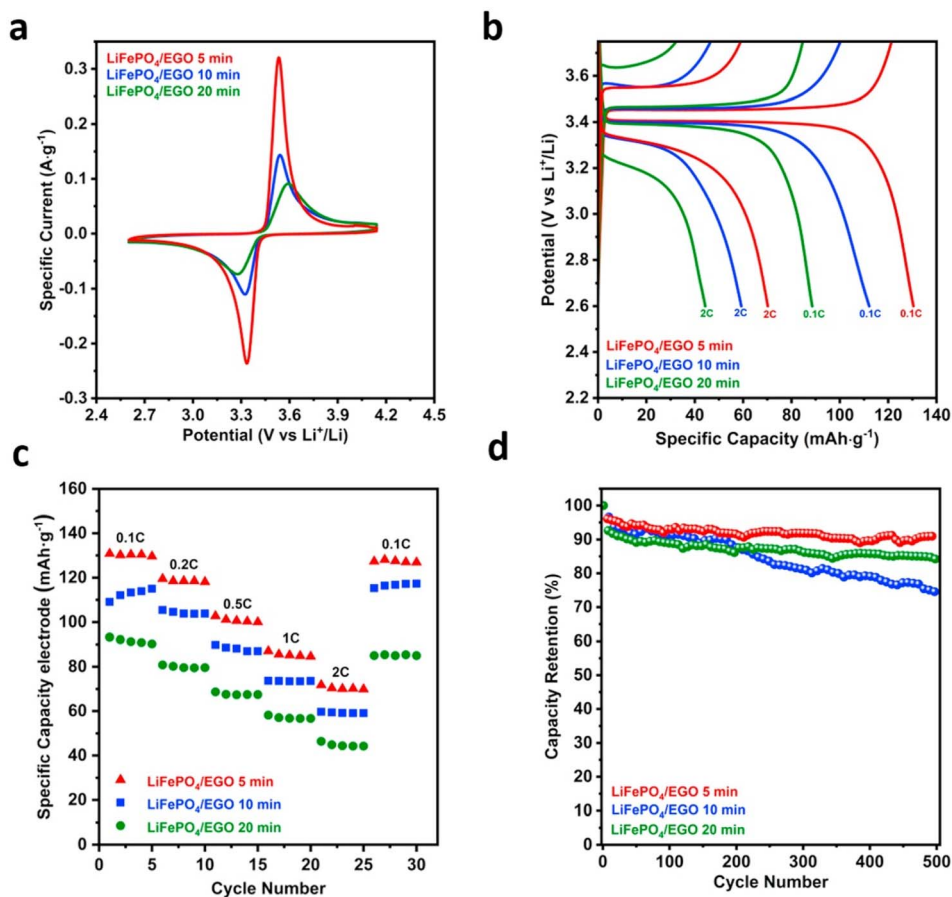 a
LiFePO4/EGO 5 min
LiFePO4/EGO 10 min
LiFePO4/EGO 20 min
0.3
0.2
0.1
0.0
-0.1
-0.2
-0.3
2.4 2.7 3.0 3.3 3.6 3.9 4.2 4.5
Specific Current (A·g-1)
Potential (V vs Li+/Li)
b
3.6
3.4
3.2
3.0
2.8
2.6
2.4
2.2
0 20 40 60 80 100 120 140
Potential (V vs Li+/Li)
Specific Capacity (mAh·g-1)
2C 2C 2C 0.1C 0.1C 0.1C
LiFePO4/EGO 5 min
LiFePO4/EGO 10 min
LiFePO4/EGO 20 min
c
160
140
120
100
80
60
40
20
0
0 5 10 15 20 25 30
Specific Capacity electrode (mAh·g-1)
Cycle Number
0.1C
0.2C
0.5C
1C
2C
0.1C
LiFePO4/EGO 5 min
LiFePO4/EGO 10 min
LiFePO4/EGO 20 min
d
100
90
80
70
60
50
40
30
20
10
0
0 100 200 300 400 500
Capacity Retention (%)
Cycle Number
LiFePO4/EGO 5 min
LiFePO4/EGO 10 min
LiFePO4/EGO 20 min